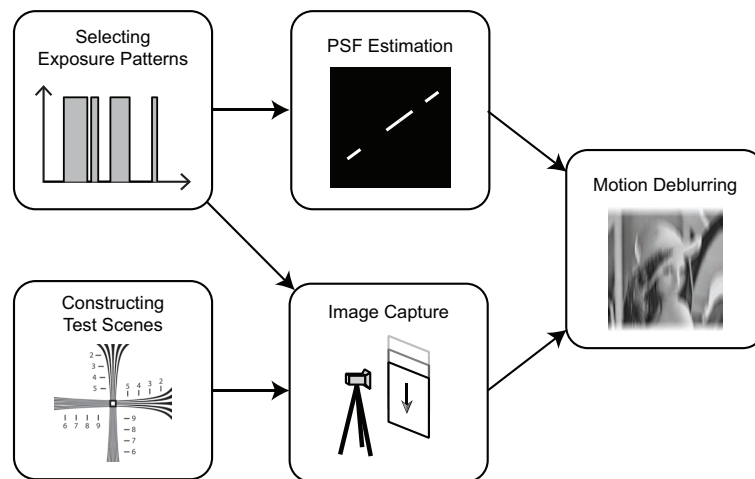 Selecting
Exposure Patterns
PSF Estimation
Motion Deblurring
Constructing
Test Scenes
2
3
4
5
5 4 3 2
6 7 8 9
9
8
7
6
Image Capture